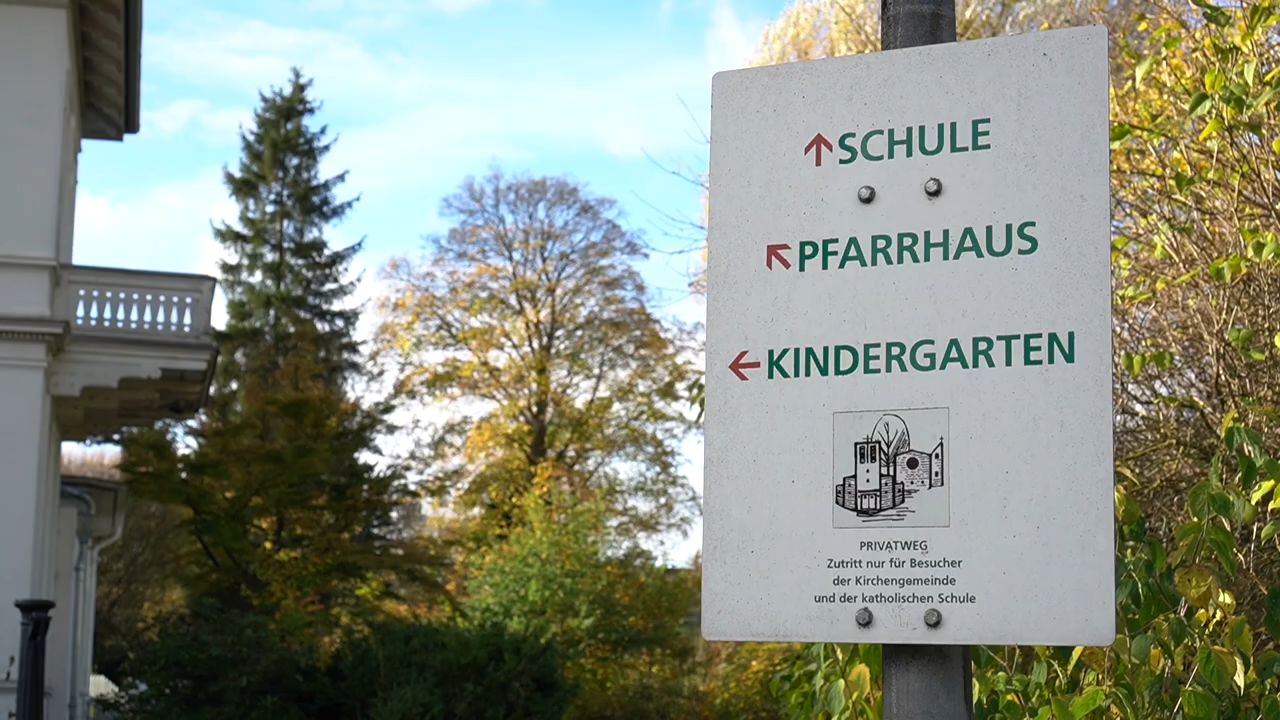 ↑SCHULE
↖PFARRHAUS
←KINDERGARTEN
PRIVATWEG
Zutritt nur für Besucher
der Kirchengemeinde
und der katholischen Schule